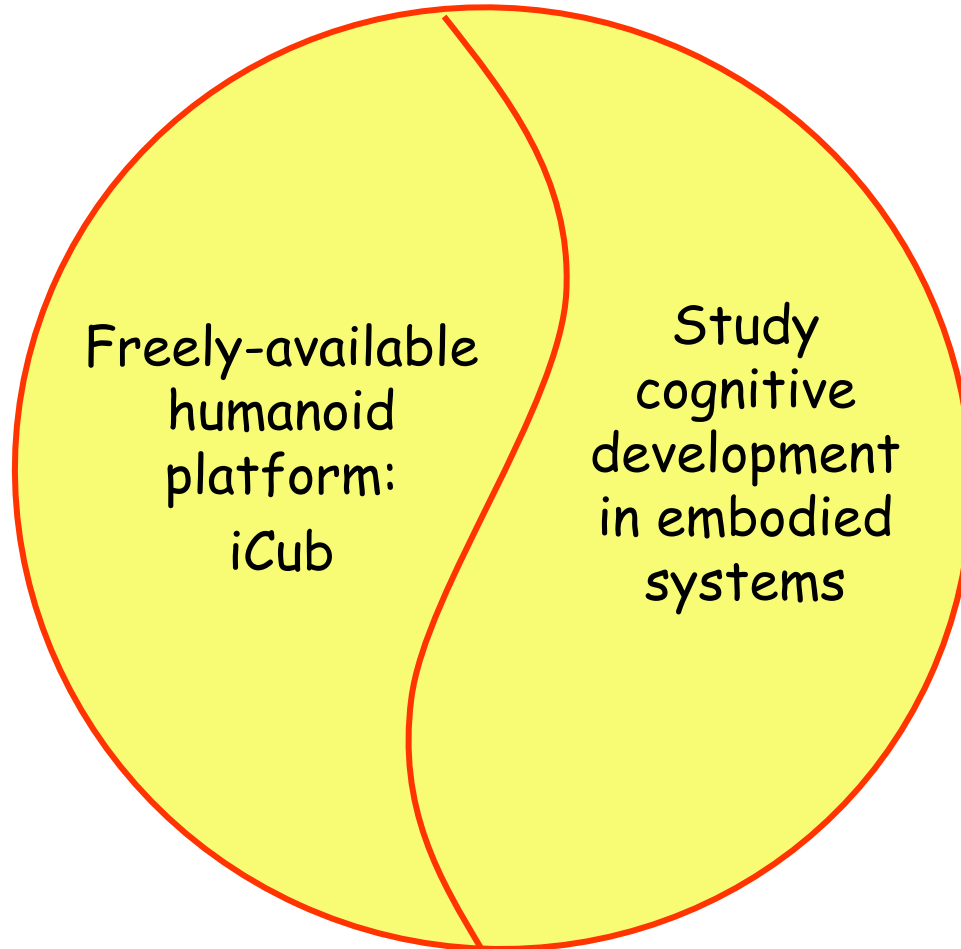 Freely-available
humanoid
platform:
iCub
Study
cognitive
development
in embodied
systems